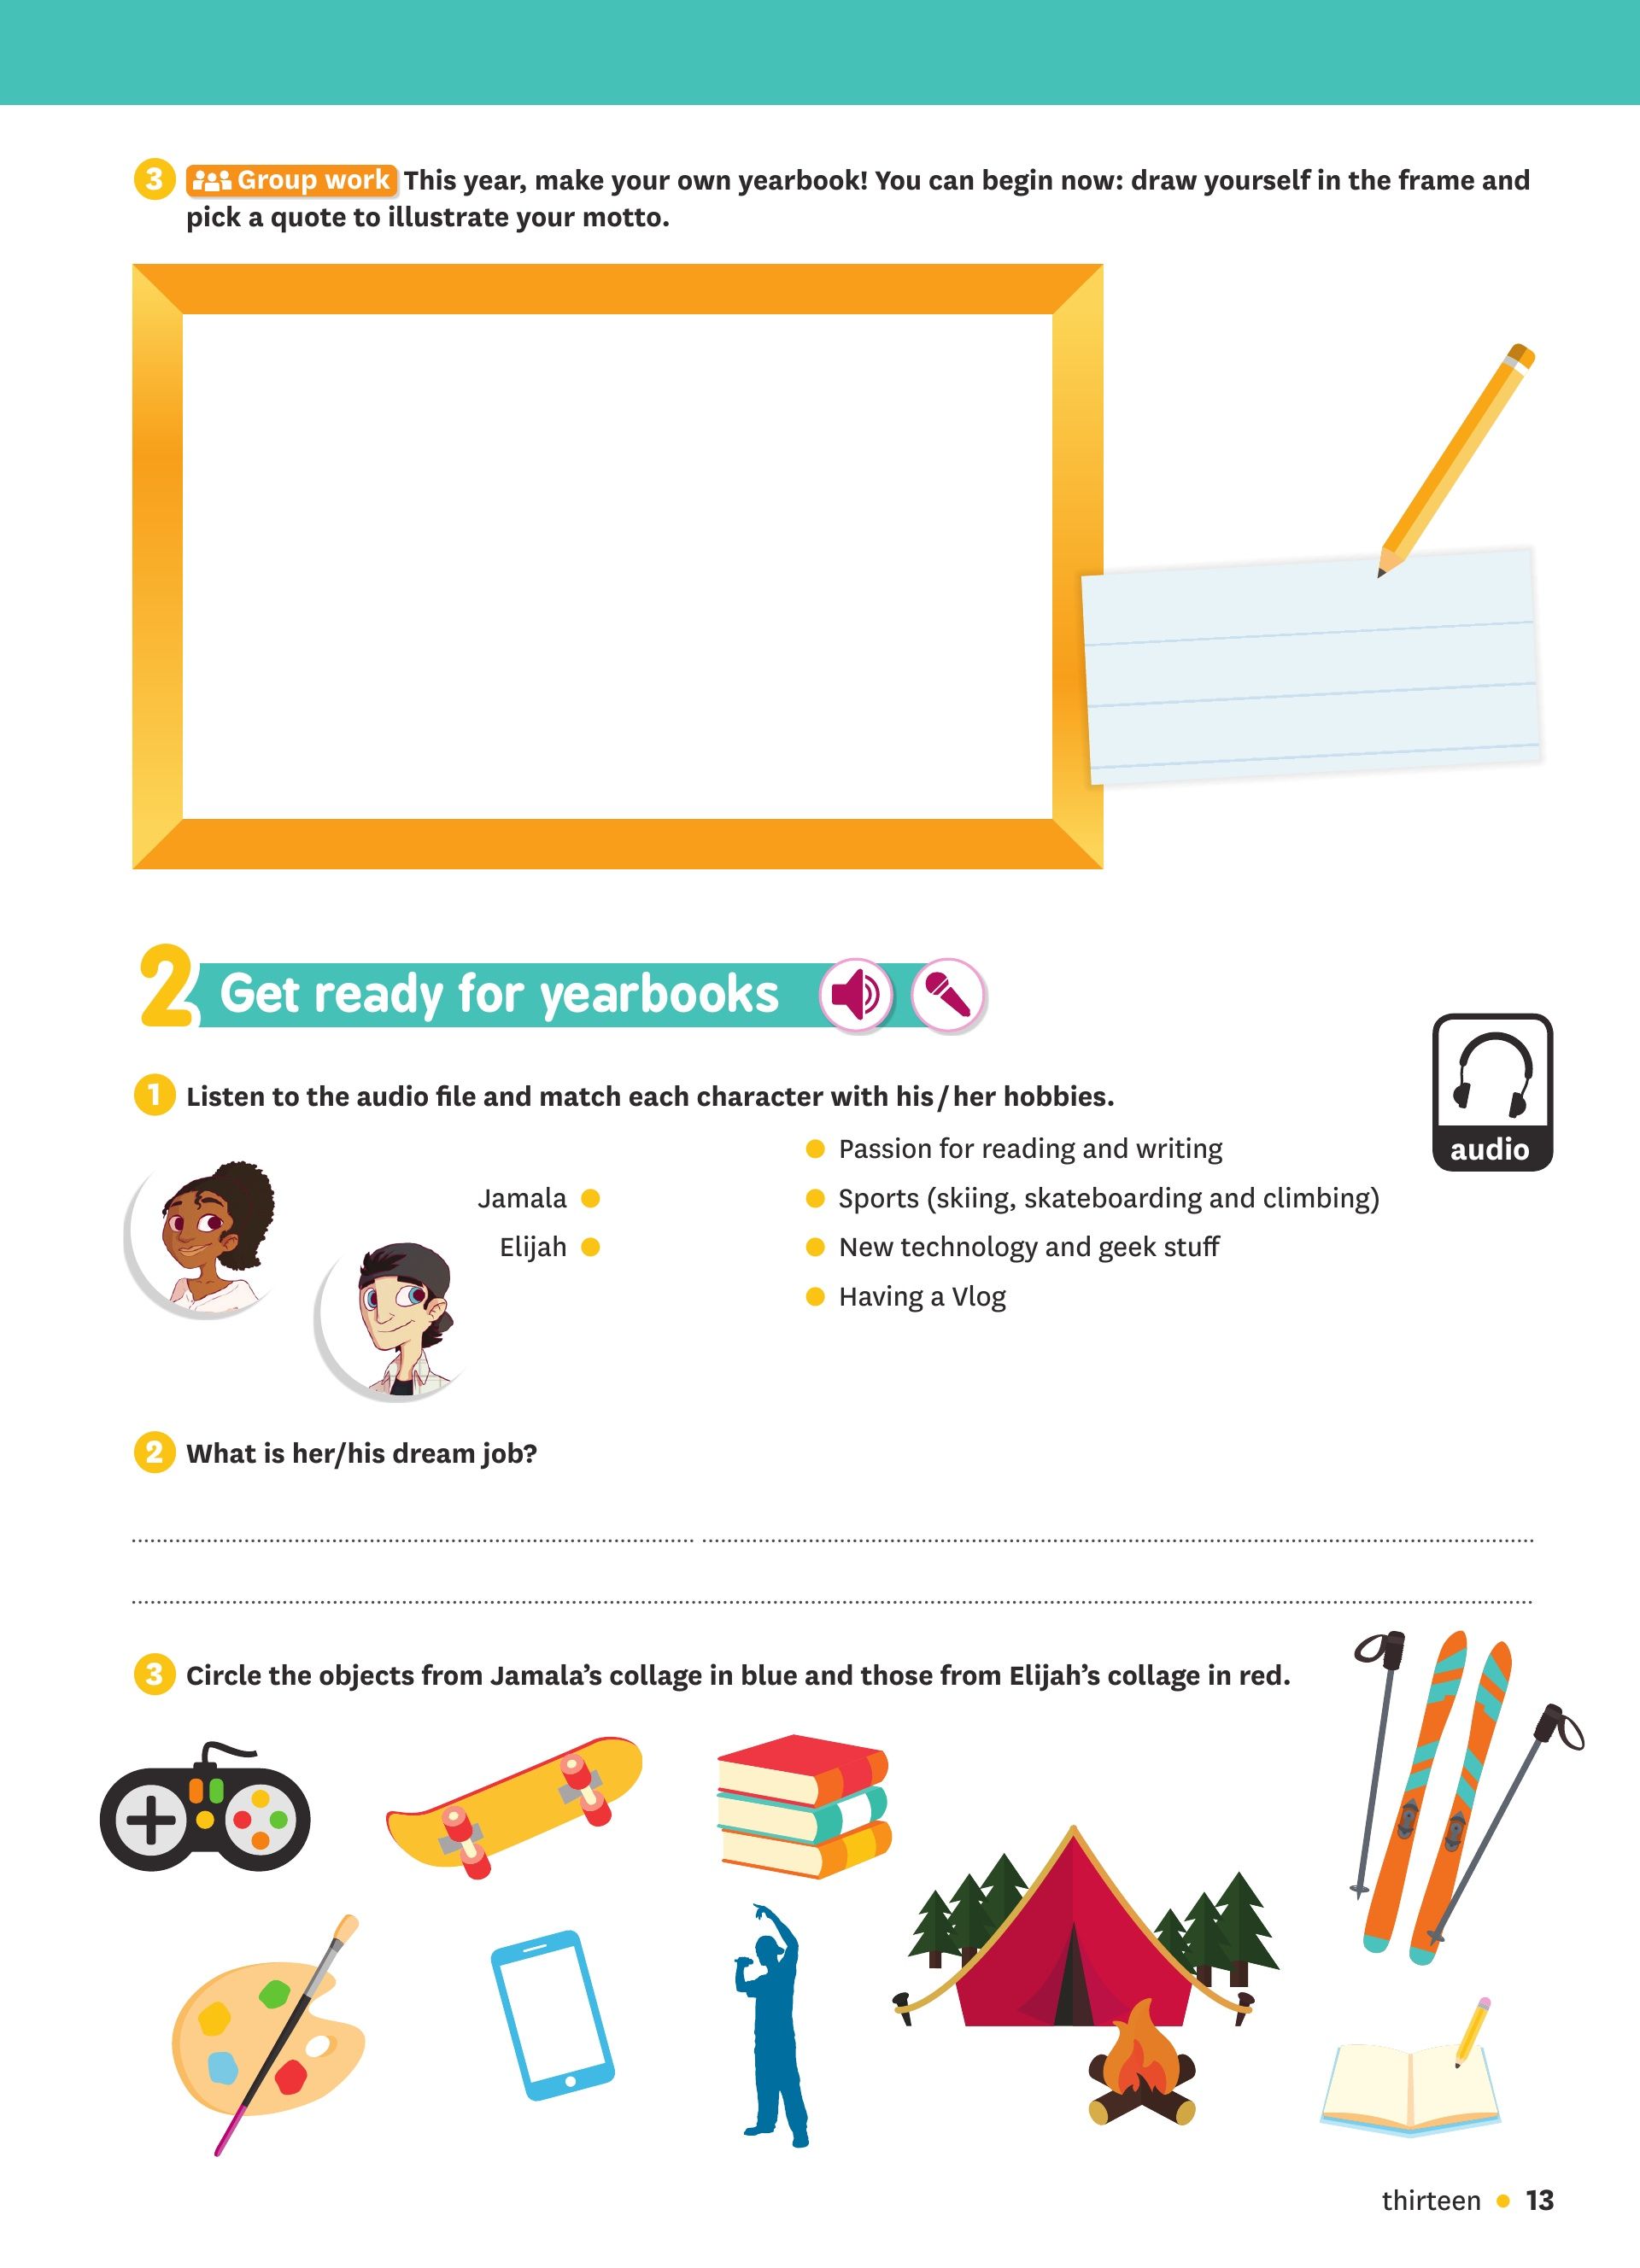 3 Group work This year, make your own yearbook! You can begin now: draw yourself in the frame and
pick a quote to illustrate your motto.
2 Get ready for yearbooks
1 Listen to the audio file and match each character with his/her hobbies.
audio
Jamala
Elijah
Passion for reading and writing
Sports (skiing, skateboarding and climbing)
New technology and geek stuff
Having a Vlog
2 What is her/his dream job?
3 Circle the objects from Jamala's collage in blue and those from Elijah's collage in red.
thirteen • 13